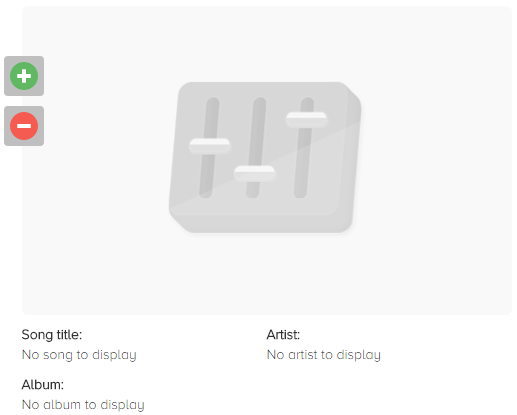 Song title:
No song to display
Artist:
No artist to display
Album:
No album to display